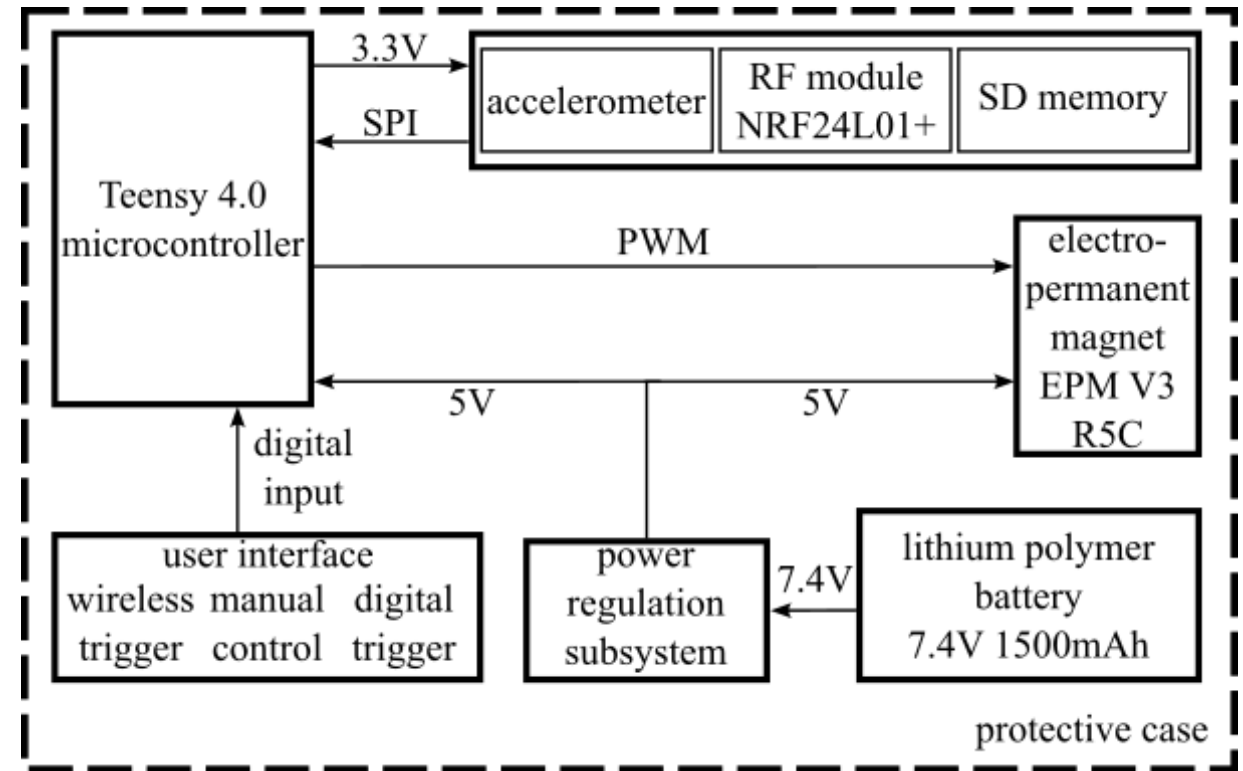 3.3V
SPI
Teensy 4.0
microcontroller
accelerometer
RF module
NRF24L01+
SD memory
PWM
electro-
permanent
magnet
EPM V3
R5C
5V
5V
digital
input
user interface
wireless manual digital
trigger control trigger
power
regulation
subsystem
7.4V
lithium polymer
battery
7.4V 1500mAh
protective case